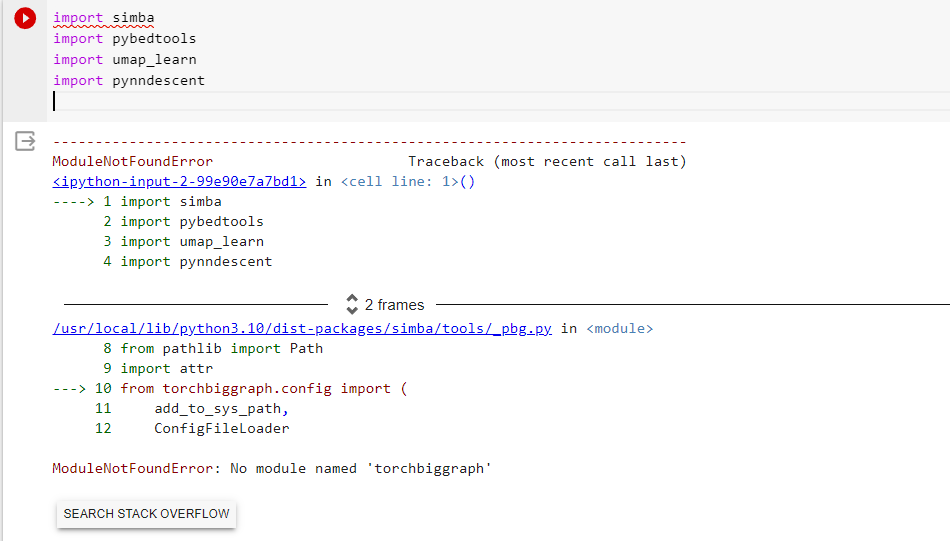 import simba
import pybedtools
import umap_learn
import pynndescent
---------------------------------------------------------------------------
ModuleNotFoundError                       Traceback (most recent call last)
<ipython-input-2-99e90e7a7bd1> in <cell line: 1>()
----> 1 import simba
      2 import pybedtools
      3 import umap_learn
      4 import pynndescent
2 frames
/usr/local/lib/python3.10/dist-packages/simba/tools/_pbg.py in <module>
      8 from pathlib import Path
      9 import attr
---> 10 from torchbiggraph.config import (
     11     add_to_sys_path,
     12     ConfigFileLoader
ModuleNotFoundError: No module named 'torchbiggraph'
SEARCH STACK OVERFLOW